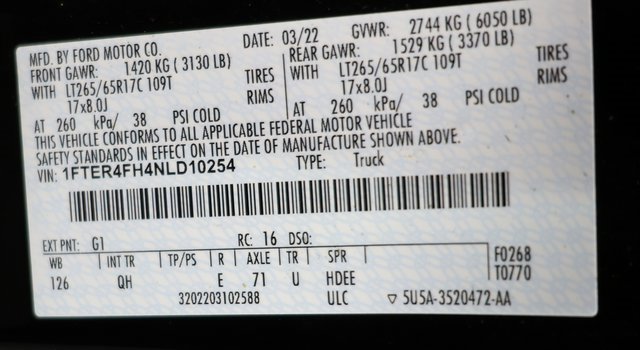 MFD. BY FORD MOTOR CO. DATE: 03/22 GVWR: 2744 KG ( 6050 LB)
FRONT GAWR: 1420 KG ( 3130 LB) REAR GAWR: 1529 KG ( 3370 LB)
WITH LT265/65R17C 109T TIRES WITH LT265/65R17C 109T TIRES
17x8.0J RIMS 17x8.0J RIMS
AT 260 kPa/ 38 PSI COLD AT 260 kPa/ 38 PSI COLD
THIS VEHICLE CONFORMS TO ALL APPLICABLE FEDERAL MOTOR VEHICLE
SAFETY STANDARDS IN EFFECT ON THE DATE OF MANUFACTURE SHOWN ABOVE.
VIN: 1FTER4FH4NLD10254 TYPE: Truck
EXT PNT: G1 RC: 16 DSO:
WB INT TR TP/PS R AXLE TR SPR F0268
126 QH E 71 U HDEE T0770
3202203102588 ULC ▽ 5U5A-3520472-AA